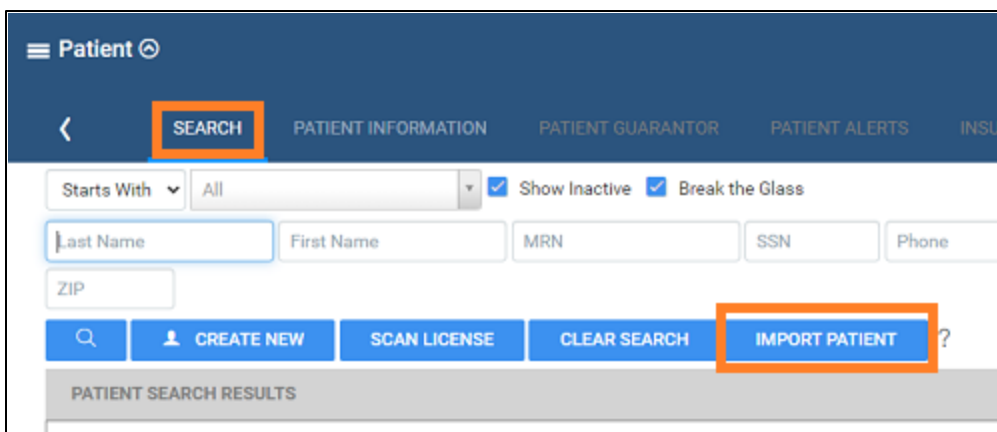 Patient
SEARCH PATIENT INFORMATION PATIENT GUARANTOR PATIENT ALERTS INSU
Starts With All Show Inactive Break the Glass
Last Name First Name MRN SSN Phone
ZIP
CREATE NEW SCAN LICENSE CLEAR SEARCH IMPORT PATIENT ?
PATIENT SEARCH RESULTS